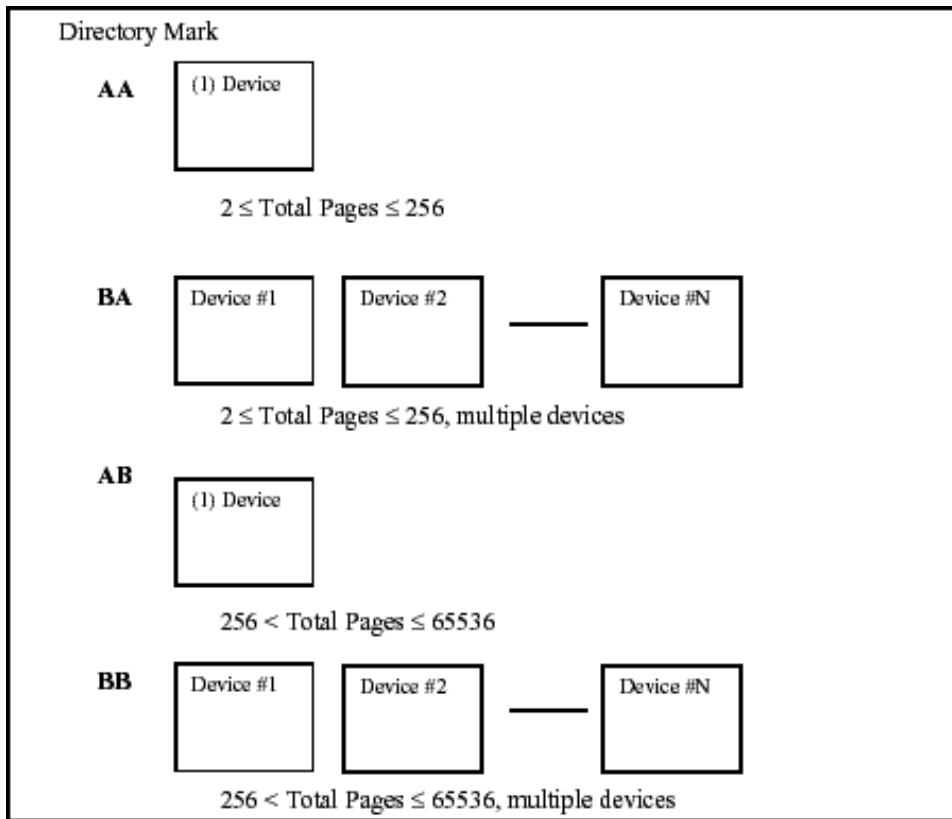 Directory Mark
AA
(1) Device
2 ≤ Total Pages ≤ 256
BA
Device #1
Device #2
Device #N
2 ≤ Total Pages ≤ 256, multiple devices
AB
(1) Device
256 < Total Pages ≤ 65536
BB
Device #1
Device #2
Device #N
256 < Total Pages ≤ 65536, multiple devices